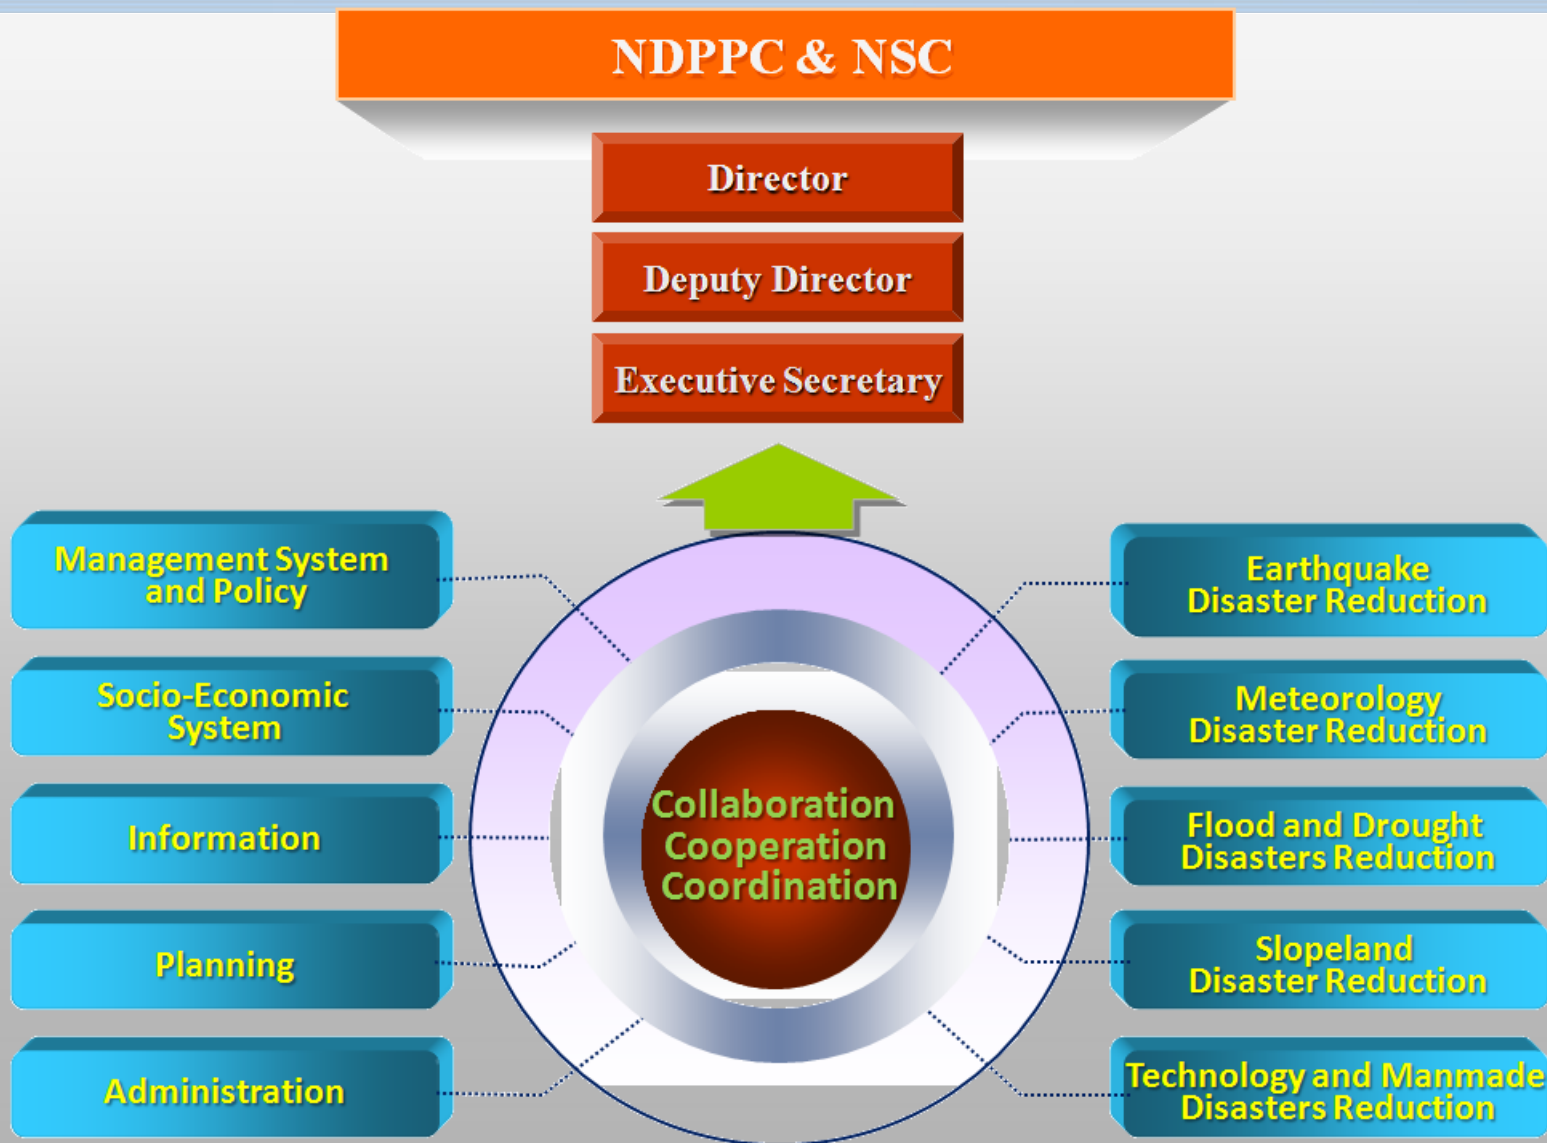 NDPPC & NSC
Director
Deputy Director
Executive Secretary
Management System
and Policy
Socio-Economic
System
Information
Planning
Administration
Collaboration
Cooperation
Coordination
Earthquake
Disaster Reduction
Meteorology
Disaster Reduction
Flood and Drought
Disasters Reduction
Slopeland
Disaster Reduction
Technology and Manmade
Disasters Reduction